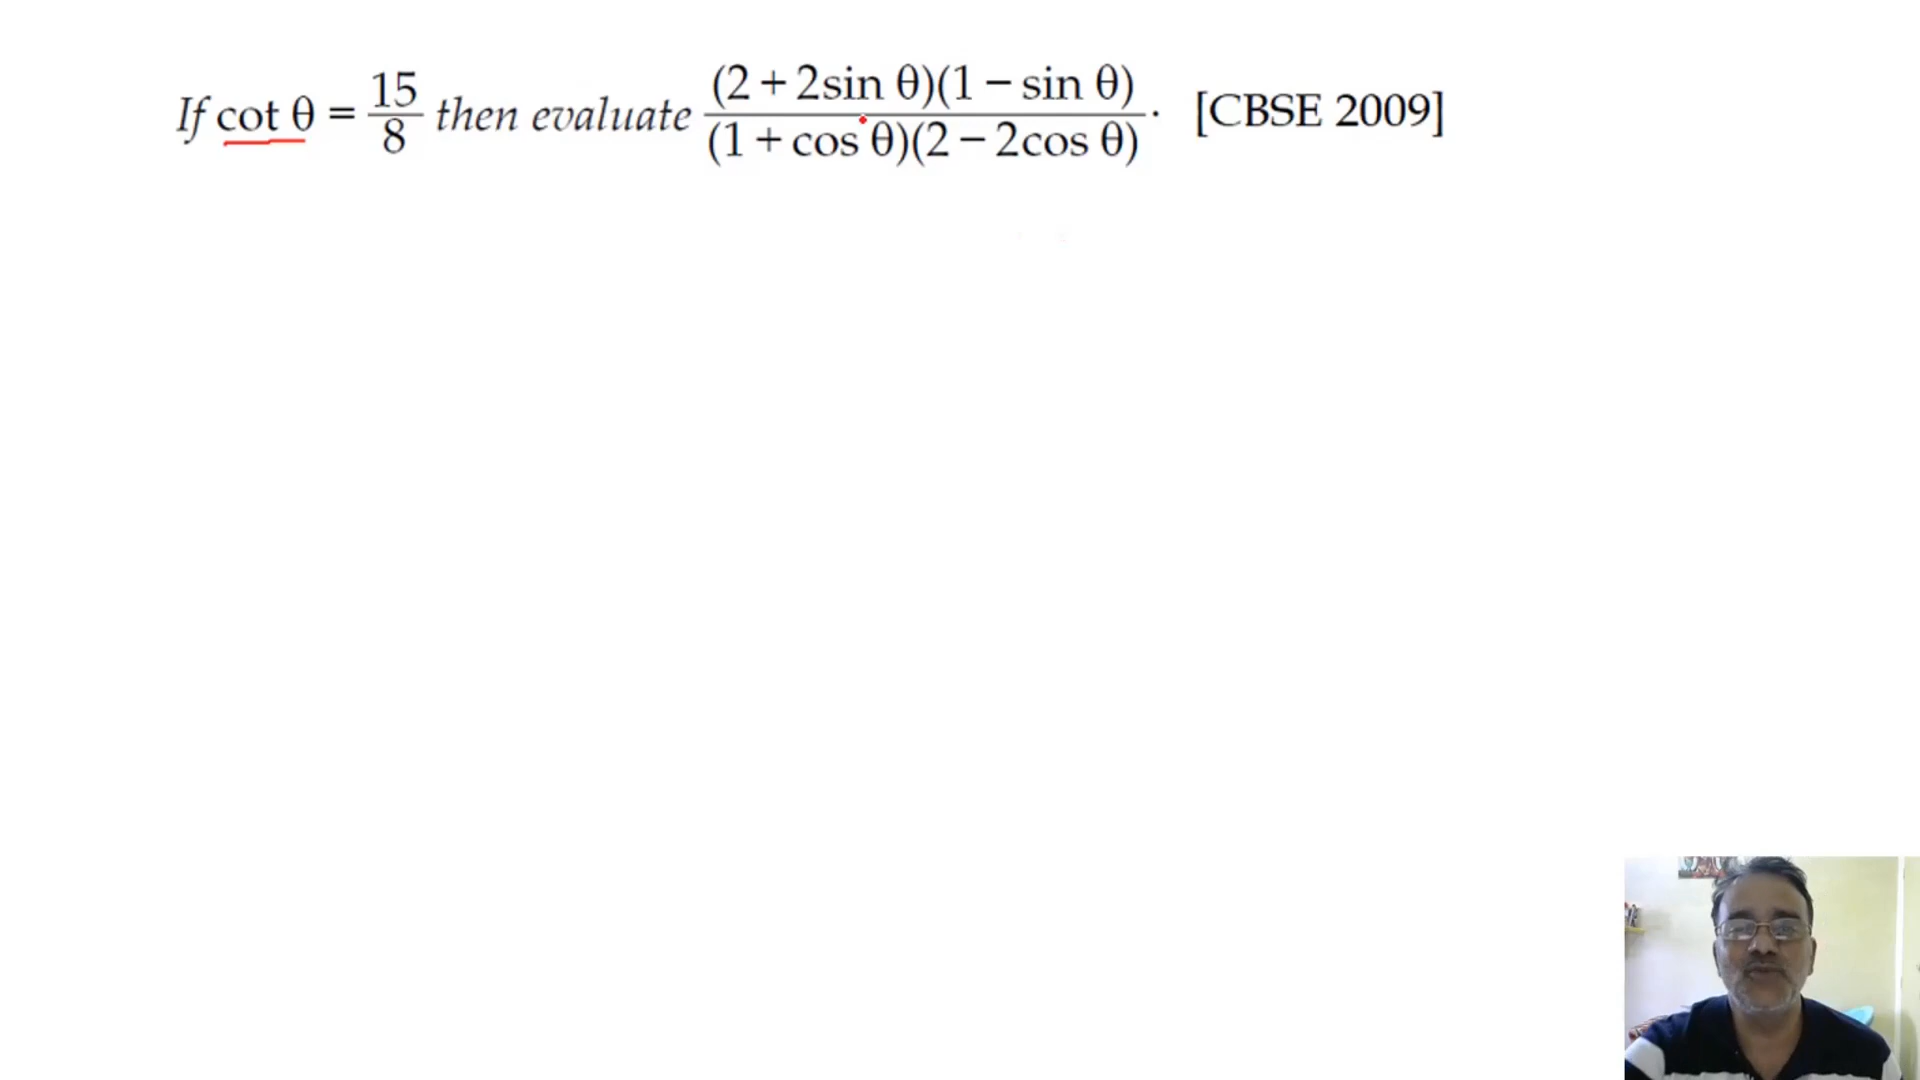 If cot θ = 15/8 then evaluate (2 + 2sin θ)(1 − sin θ)/(1 + cos θ)(2 − 2cos θ). [CBSE 2009]